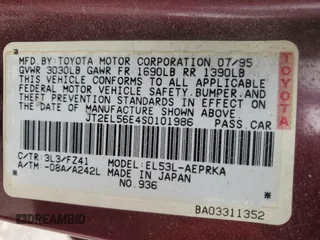 MFD.BY:TOYOTA MOTOR CORPORATION 07/95
GVWR 3030LB GAWR FR 1690LB RR 1390LB
THIS VEHICLE CONFORMS TO ALL APPLICABLE
FEDERAL MOTOR VEHICLE SAFETY,BUMPER,AND
THEFT PREVENTION STANDARDS IN EFFECT ON
THE DATE OF MANUFACTURE SHOWN ABOVE.
JT2EL56E4S0101986 PASS.CAR
C/TR:3L3/FZ41 MODEL:EL53L-AEPRKA
A/TM:-08A/A242L MADE IN JAPAN
NO.936
BA03311352
TOYOTA
DRIVE BIDMAX